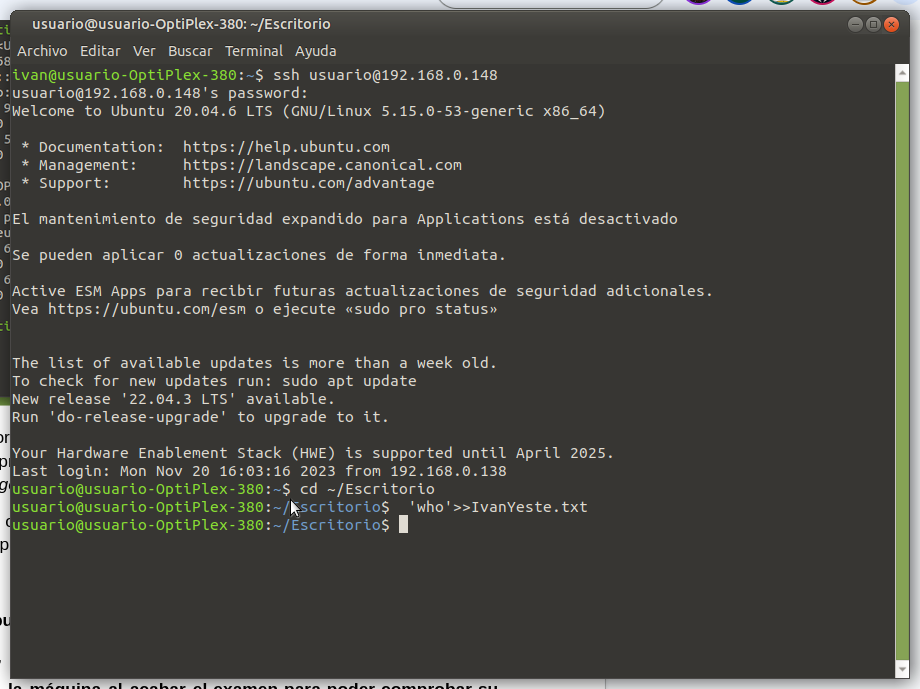 usuario@usuario-OptiPlex-380: ~/Escritorio
Archivo Editar Ver Buscar Terminal Ayuda
ivan@usuario-OptiPlex-380:~$ ssh usuario@192.168.0.148
usuario@192.168.0.148's password:
Welcome to Ubuntu 20.04.6 LTS (GNU/Linux 5.15.0-53-generic x86_64)
* Documentation: https://help.ubuntu.com
* Management: https://landscape.canonical.com
* Support: https://ubuntu.com/advantage
El mantenimiento de seguridad expandido para Applications está desactivado
Se pueden aplicar 0 actualizaciones de forma inmediata.
Active ESM Apps para recibir futuras actualizaciones de seguridad adicionales.
Vea https://ubuntu.com/esm o ejecute «sudo pro status»
The list of available updates is more than a week old.
To check for new updates run: sudo apt update
New release '22.04.3 LTS' available.
Run 'do-release-upgrade' to upgrade to it.
Your Hardware Enablement Stack (HWE) is supported until April 2025.
Last login: Mon Nov 20 16:03:16 2023 from 192.168.0.138
usuario@usuario-OptiPlex-380:~$ cd ~/Escritorio
usuario@usuario-OptiPlex-380:~/Escritorio$ 'who'>>IvanYeste.txt
usuario@usuario-OptiPlex-380:~/Escritorio$
la máquina al acabar el examen para poder comprobar su